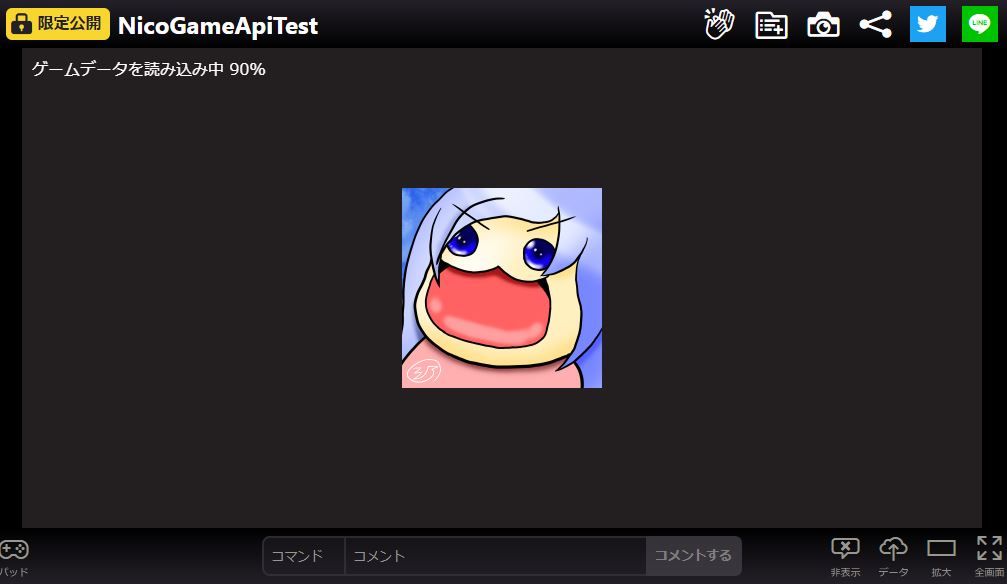 限定公開
NicoGameApiTest
LINE
ゲームデータを読み込み中 90%
パッド
コマンド
コメント
コメントする
非表示
データ
拡大
全画面